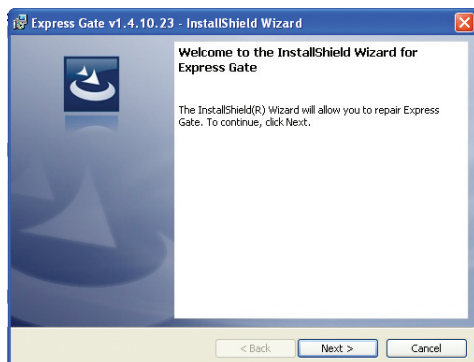 Express Gate v1.4.10.23 - InstallShield Wizard
Welcome to the InstallShield Wizard for
Express Gate
The InstallShield(R) Wizard will allow you to repair Express
Gate. To continue, click Next.
< Back Next > Cancel